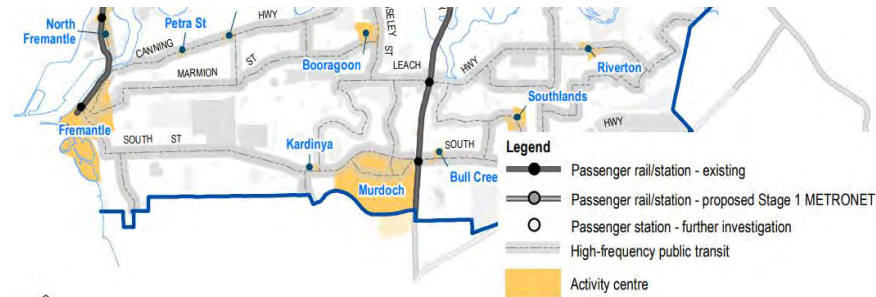 North
Fremantle
Petra St
HWY
CANNING
ST
MARMION
ST
Booragoon
LEACH
HWY
Riverton
Southlands
HWY
Fremantle
SOUTH
ST
Kardinya
SOUTH
Murdoch
Legend
Passenger rail/station - existing
Passenger rail/station - proposed Stage 1 METRONET
Passenger station - further investigation
High-frequency public transit
Activity centre